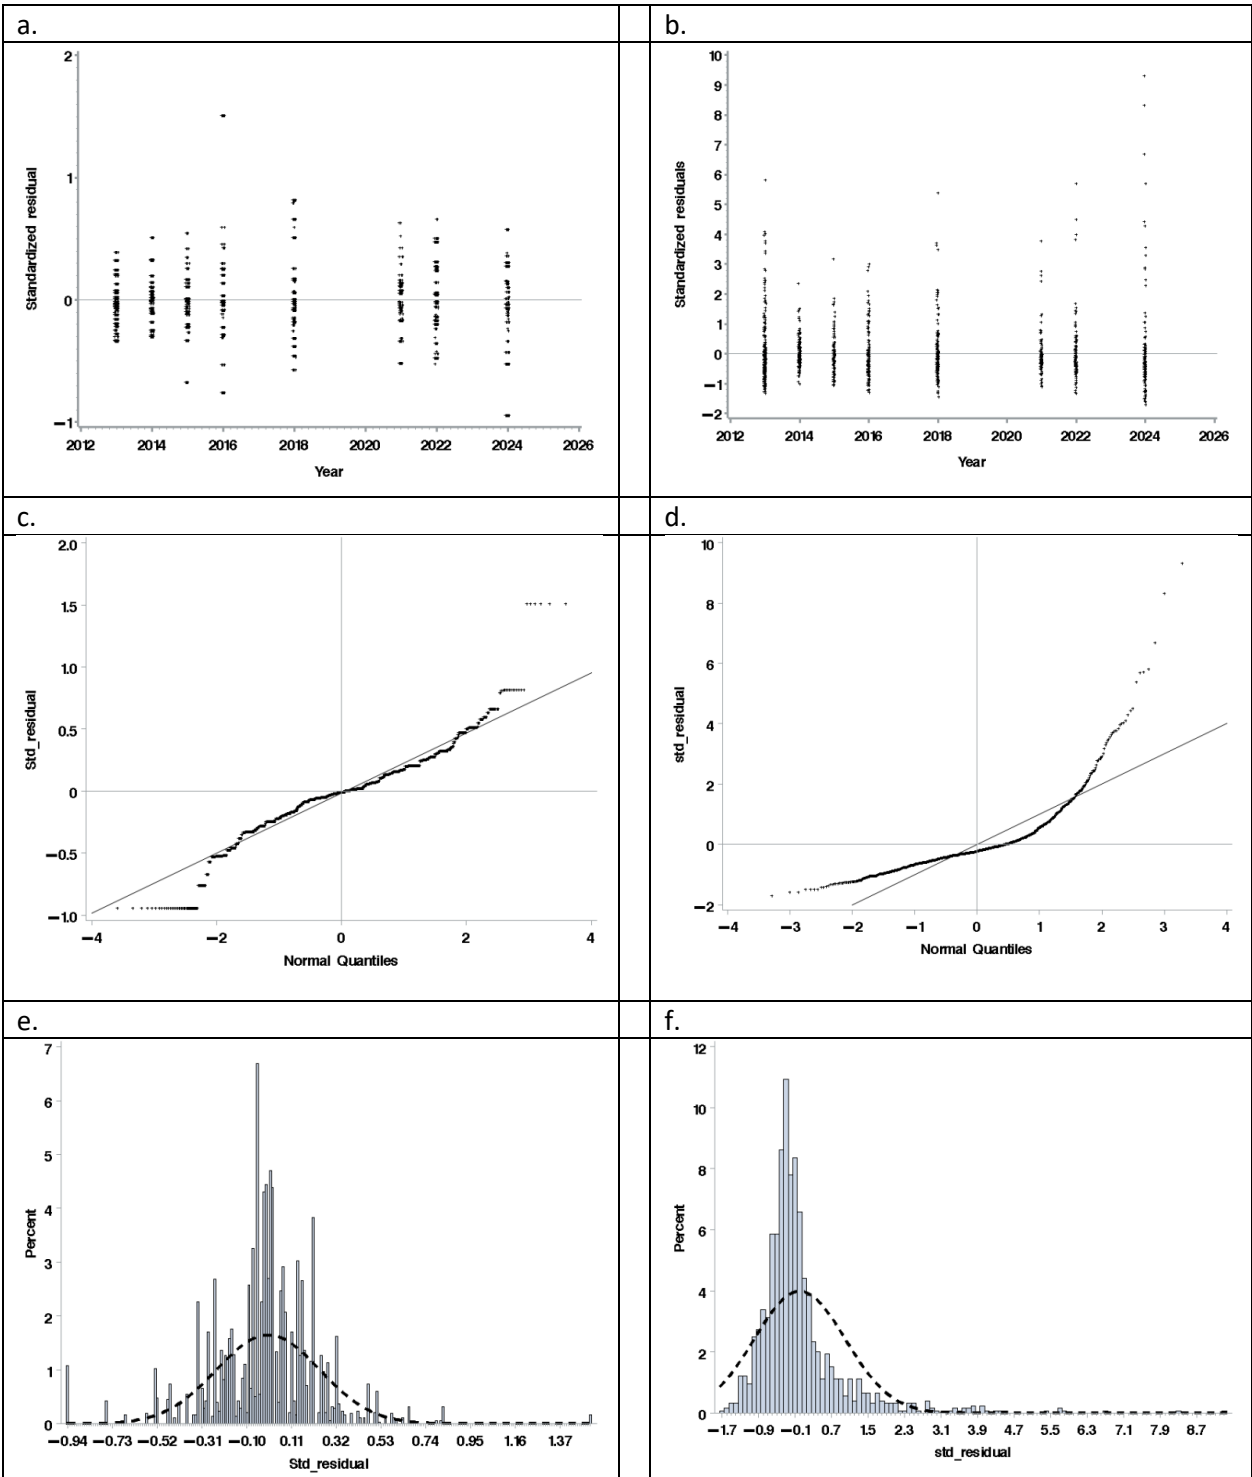 a.
b.
2
1
0
−1
2012 2014 2016 2018 2020 2022 2024 2026
Year
Standardized residual
10
9
8
7
6
5
4
3
2
1
0
−1
−2
2012 2014 2016 2018 2020 2022 2024 2026
Year
Standardized residuals
c.
d.
2.0
1.5
1.0
0.5
0
−0.5
−1.0
−4 −2 0 2 4
Normal Quantiles
Std_residual
10
8
6
4
2
0
−2
−4 −3 −2 −1 0 1 2 3 4
Normal Quantiles
std_residual
e.
f.
7
6
5
4
3
2
1
0
−0.94 −0.73 −0.52 −0.31 −0.10 0.11 0.32 0.53 0.74 0.95 1.16 1.37
Std_residual
Percent
12
10
8
6
4
2
0
−1.7 −0.9 −0.1 0.7 1.5 2.3 3.1 3.9 4.7 5.5 6.3 7.1 7.9 8.7
std_residual
Percent